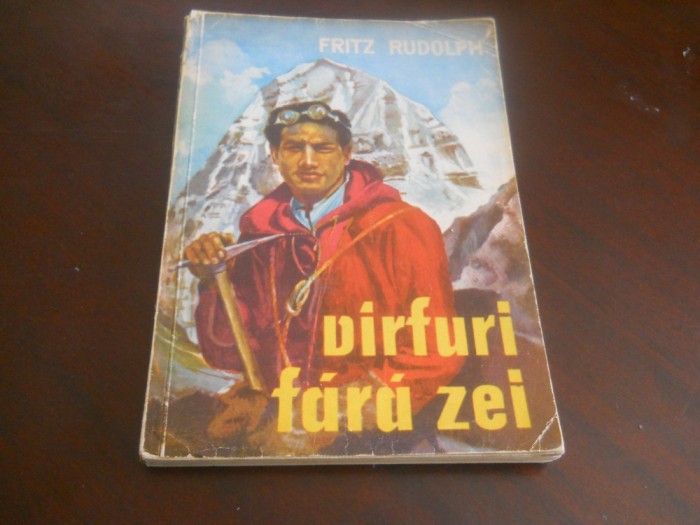 FRITZ RUDOLPH
vîrfuri
fără zei